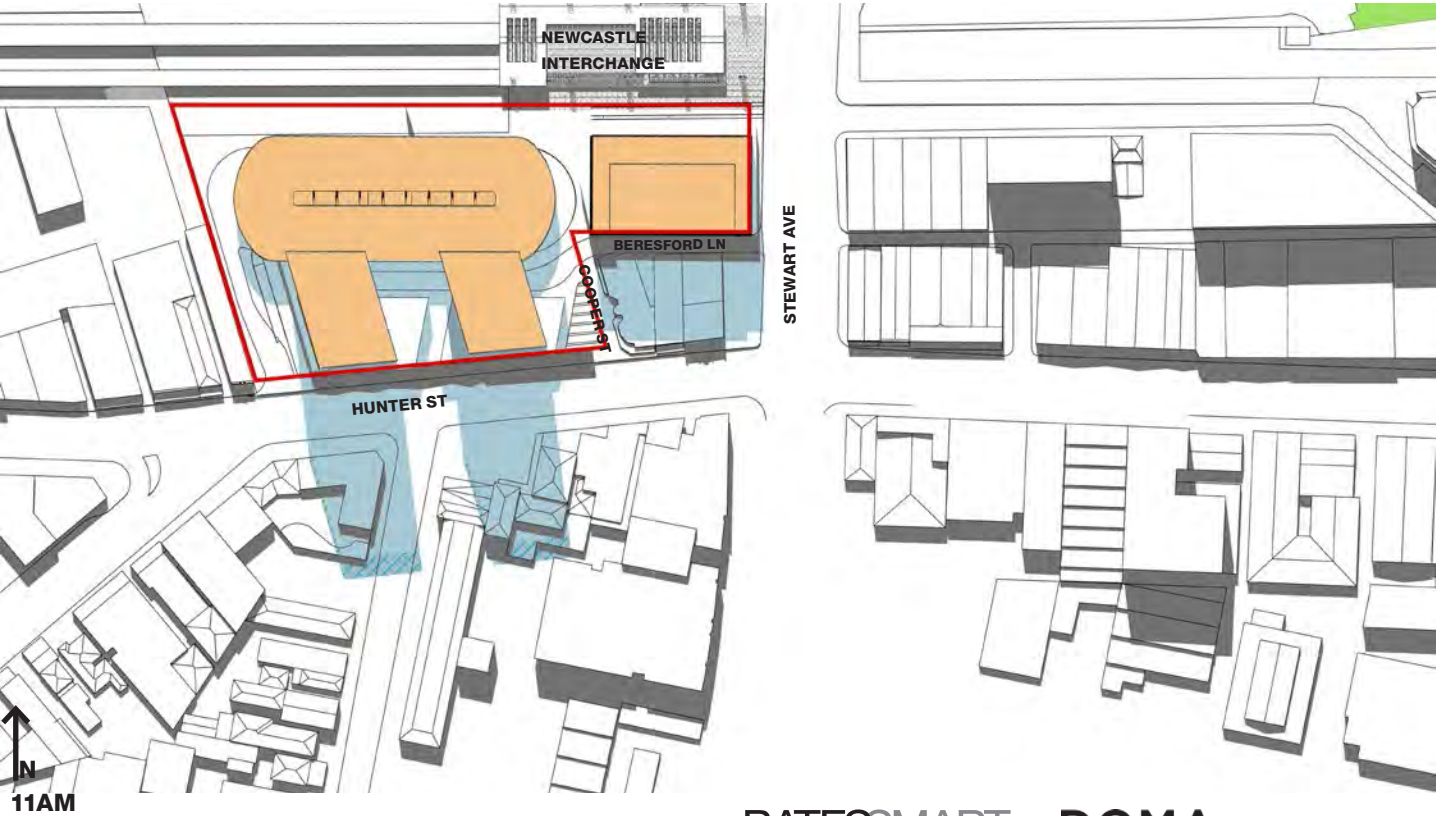 NEWCASTLE
INTERCHANGE
BERESFORD LN
COOPER ST
STEWART AVE
HUNTER ST
N
11AM